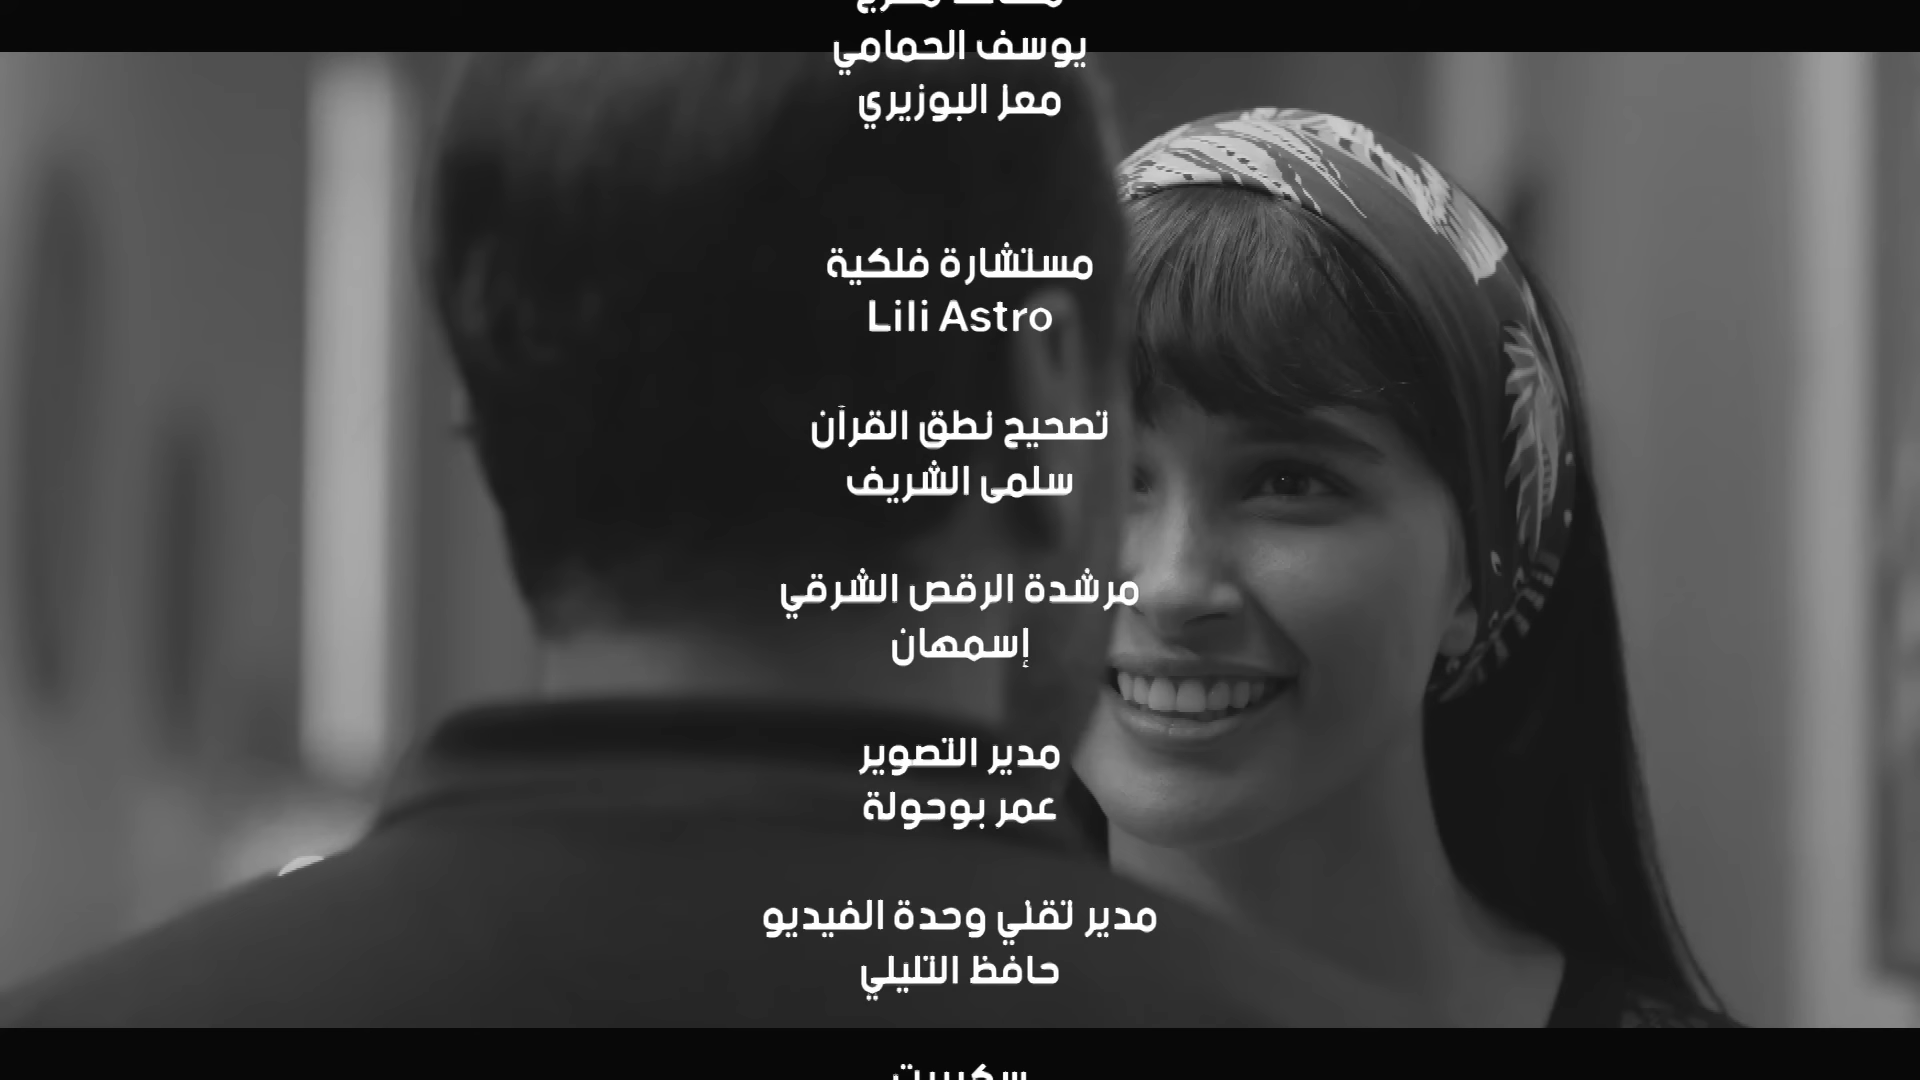 يوسف الحمامي
معز البوزيري
مستشارة فلكية
Lili Astro
تصحيح نطق القرآن
سلمى الشريف
مرشدة الرقص الشرقي
إسمهان
مدير التصوير
عمر بوحولة
مدير تقني وحدة الفيديو
حافظ التليلي
سكريبت